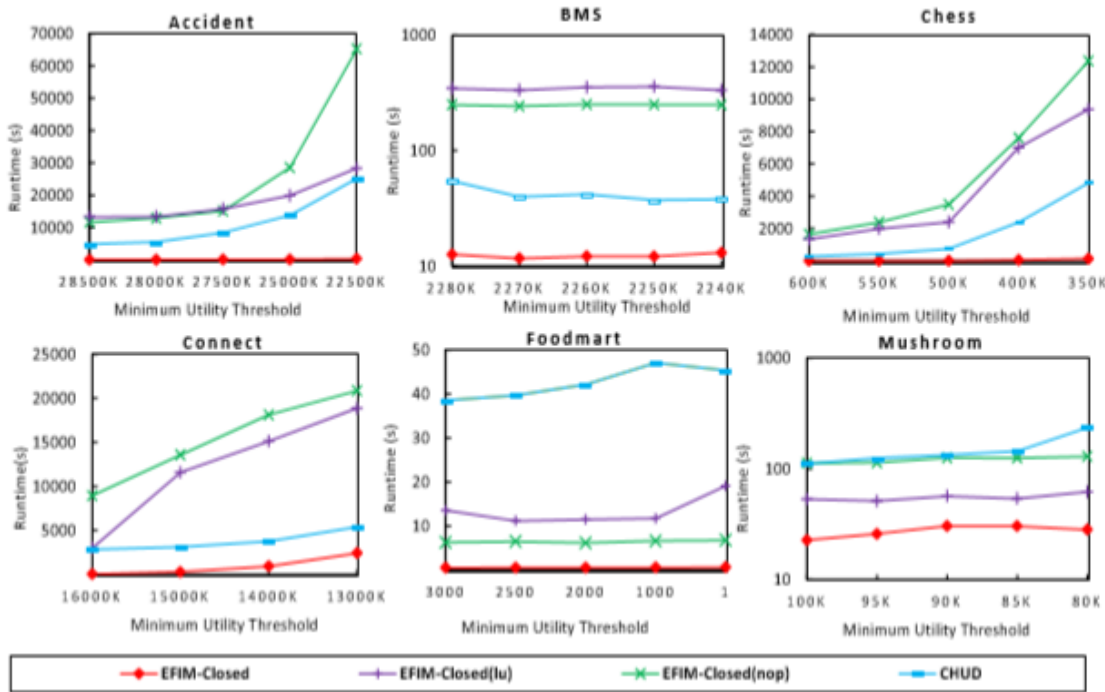 Accident
70000
60000
50000
40000
30000
20000
10000
Runtime (s)
28500K 28000K 27500K 25000K 22500K
Minimum Utility Threshold
BMS
1000
100
10
Runtime (s)
2280K 2270K 2260K 2250K 2240K
Minimum Utility Threshold
Chess
14000
12000
10000
8000
6000
4000
2000
Runtime (s)
600K 550K 500K 400K 350K
Minimum Utility Threshold
Connect
25000
20000
15000
10000
5000
Runtime(s)
16000K 15000K 14000K 13000K
Minimum Utility Threshold
Foodmart
50
40
30
20
10
Runtime (s)
3000 2500 2000 1000 1
Minimum Utility Threshold
Mushroom
1000
100
10
Runtime (s)
100K 95K 90K 85K 80K
Minimum Utility Threshold
EFIM-Closed EFIM-Closed(lu) EFIM-Closed(nop) CHUD